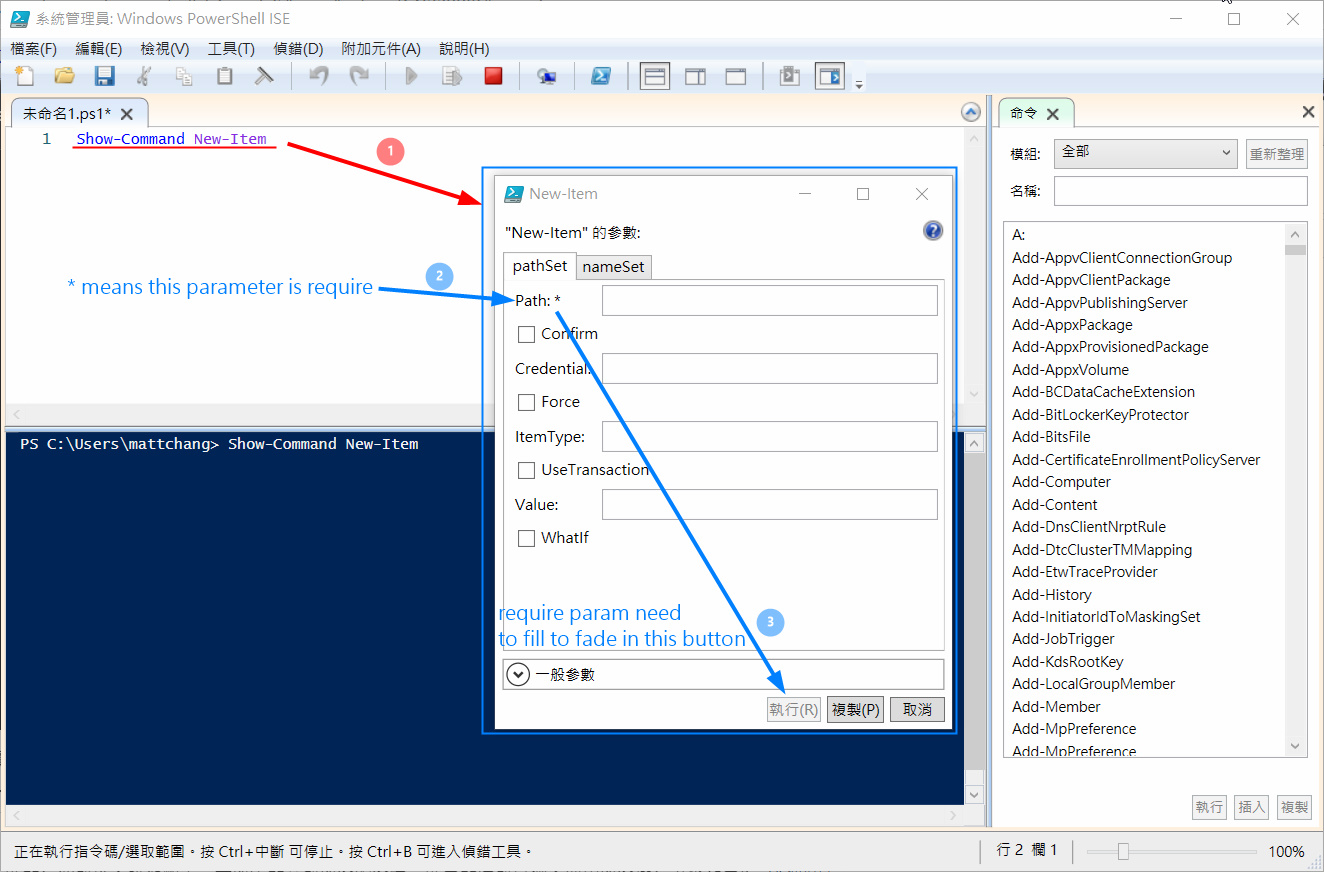 系統管理員: Windows PowerShell ISE
檔案(F) 編輯(E) 檢視(V) 工具(T) 偵錯(D) 附加元件(A) 說明(H)
未命名1.ps1*
1 Show-Command New-Item
1
New-Item
"New-Item" 的參數:
pathSet nameSet
* means this parameter is require
2
Path: *
Confirm
Credential:
Force
ItemType:
UseTransaction
Value:
WhatIf
require param need
to fill to fade in this button
3
一般參數
執行(R) 複製(P) 取消
PS C:\Users\mattchang> Show-Command New-Item
命令
模組: 全部 重新整理
名稱:
A:
Add-AppvClientConnectionGroup
Add-AppvClientPackage
Add-AppvPublishingServer
Add-AppxPackage
Add-AppxProvisionedPackage
Add-AppxVolume
Add-BCDataCacheExtension
Add-BitLockerKeyProtector
Add-BitsFile
Add-CertificateEnrollmentPolicyServer
Add-Computer
Add-Content
Add-DnsClientNrptRule
Add-DtcClusterTMMapping
Add-EtwTraceProvider
Add-History
Add-InitiatorIdToMaskingSet
Add-JobTrigger
Add-KdsRootKey
Add-LocalGroupMember
Add-Member
Add-MpPreference
Add-MpPreference
執行 插入 複製
正在執行指令碼/選取範圍。按 Ctrl+中斷 可停止。按 Ctrl+B 可進入偵錯工具。
行 2 欄 1 100%